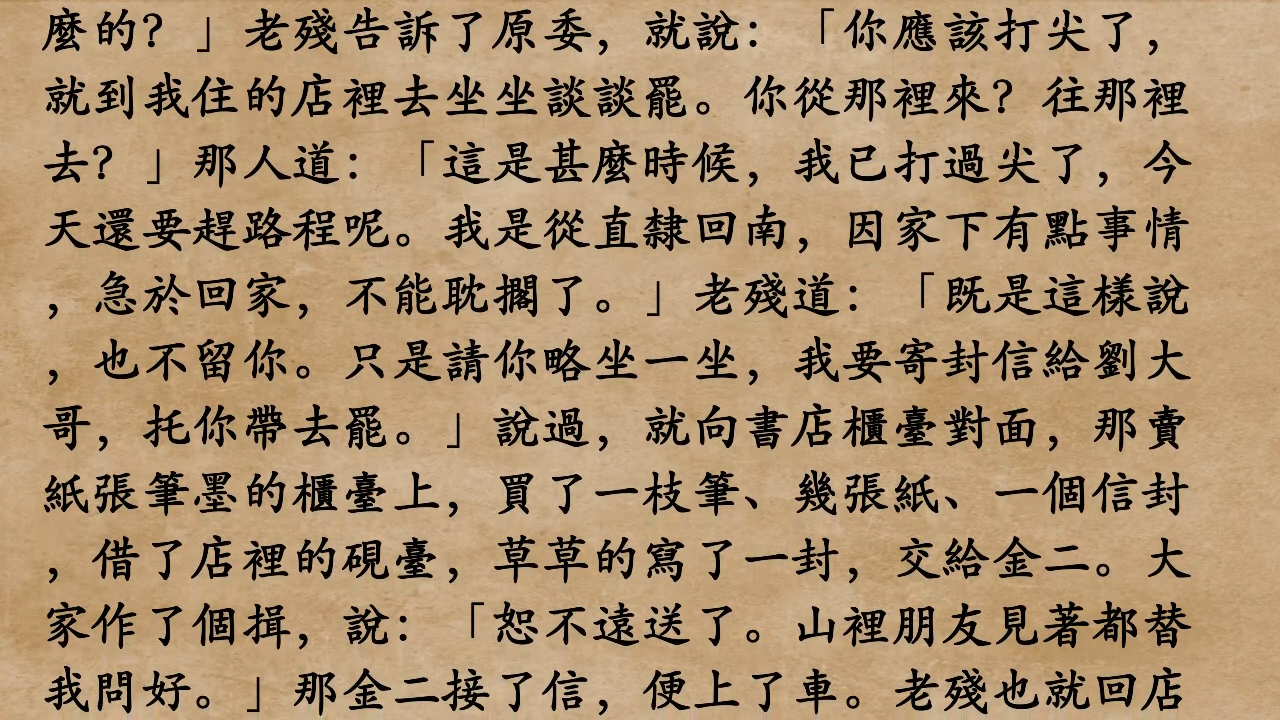 麼的？」老殘告訴了原委，就說：「你應該打尖了，
就到我住的店裡去坐坐談談罷。你從那裡來？往那裡
去？」那人道：「這是甚麼時候，我已打過尖了，今
天還要趕路程呢。我是從直隸回南，因家下有點事情
，急於回家，不能耽擱了。」老殘道：「既是這樣說
，也不留你。只是請你略坐一坐，我要寄封信給劉大
哥，托你帶去罷。」說過，就向書店櫃臺對面，那賣
紙張筆墨的櫃臺上，買了一枝筆、幾張紙、一個信封
，借了店裡的硯臺，草草的寫了一封，交給金二。大
家作了個揖，說：「恕不遠送了。山裡朋友見著都替
我問好。」那金二接了信，便上了車。老殘也就回店